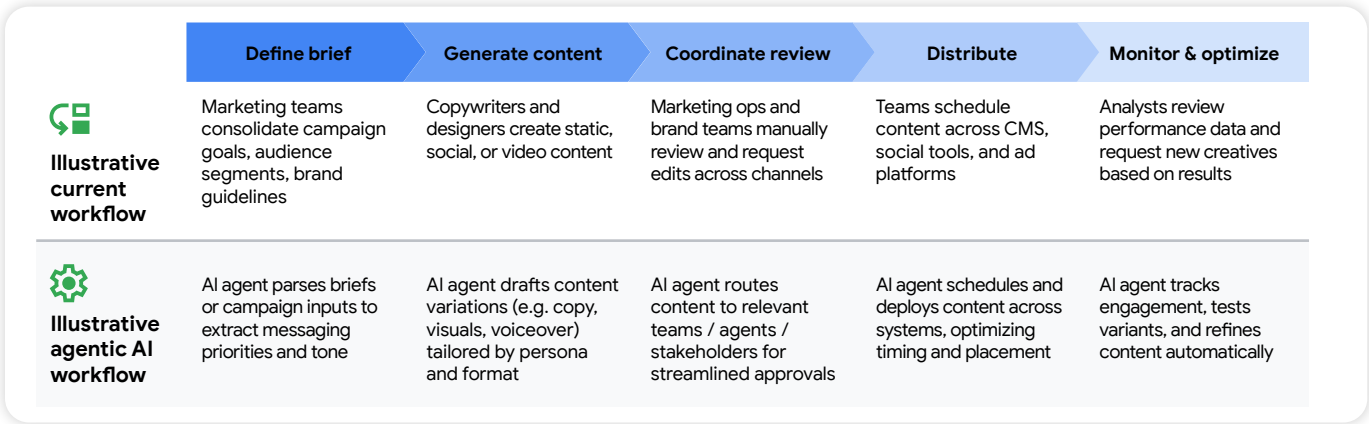 Define brief
Generate content
Coordinate review
Distribute
Monitor & optimize
Illustrative
current
workflow
Marketing teams
consolidate campaign
goals, audience
segments, brand
guidelines
Copywriters and
designers create static,
social, or video content
Marketing ops and
brand teams manually
review and request
edits across channels
Teams schedule
content across CMS,
social tools, and ad
platforms
Analysts review
performance data and
request new creatives
based on results
Illustrative
agentic AI
workflow
AI agent parses briefs
or campaign inputs to
extract messaging
priorities and tone
AI agent drafts content
variations (e.g. copy,
visuals, voiceover)
tailored by persona
and format
AI agent routes
content to relevant
teams / agents /
stakeholders for
streamlined approvals
AI agent schedules and
deploys content across
systems, optimizing
timing and placement
AI agent tracks
engagement, tests
variants, and refines
content automatically